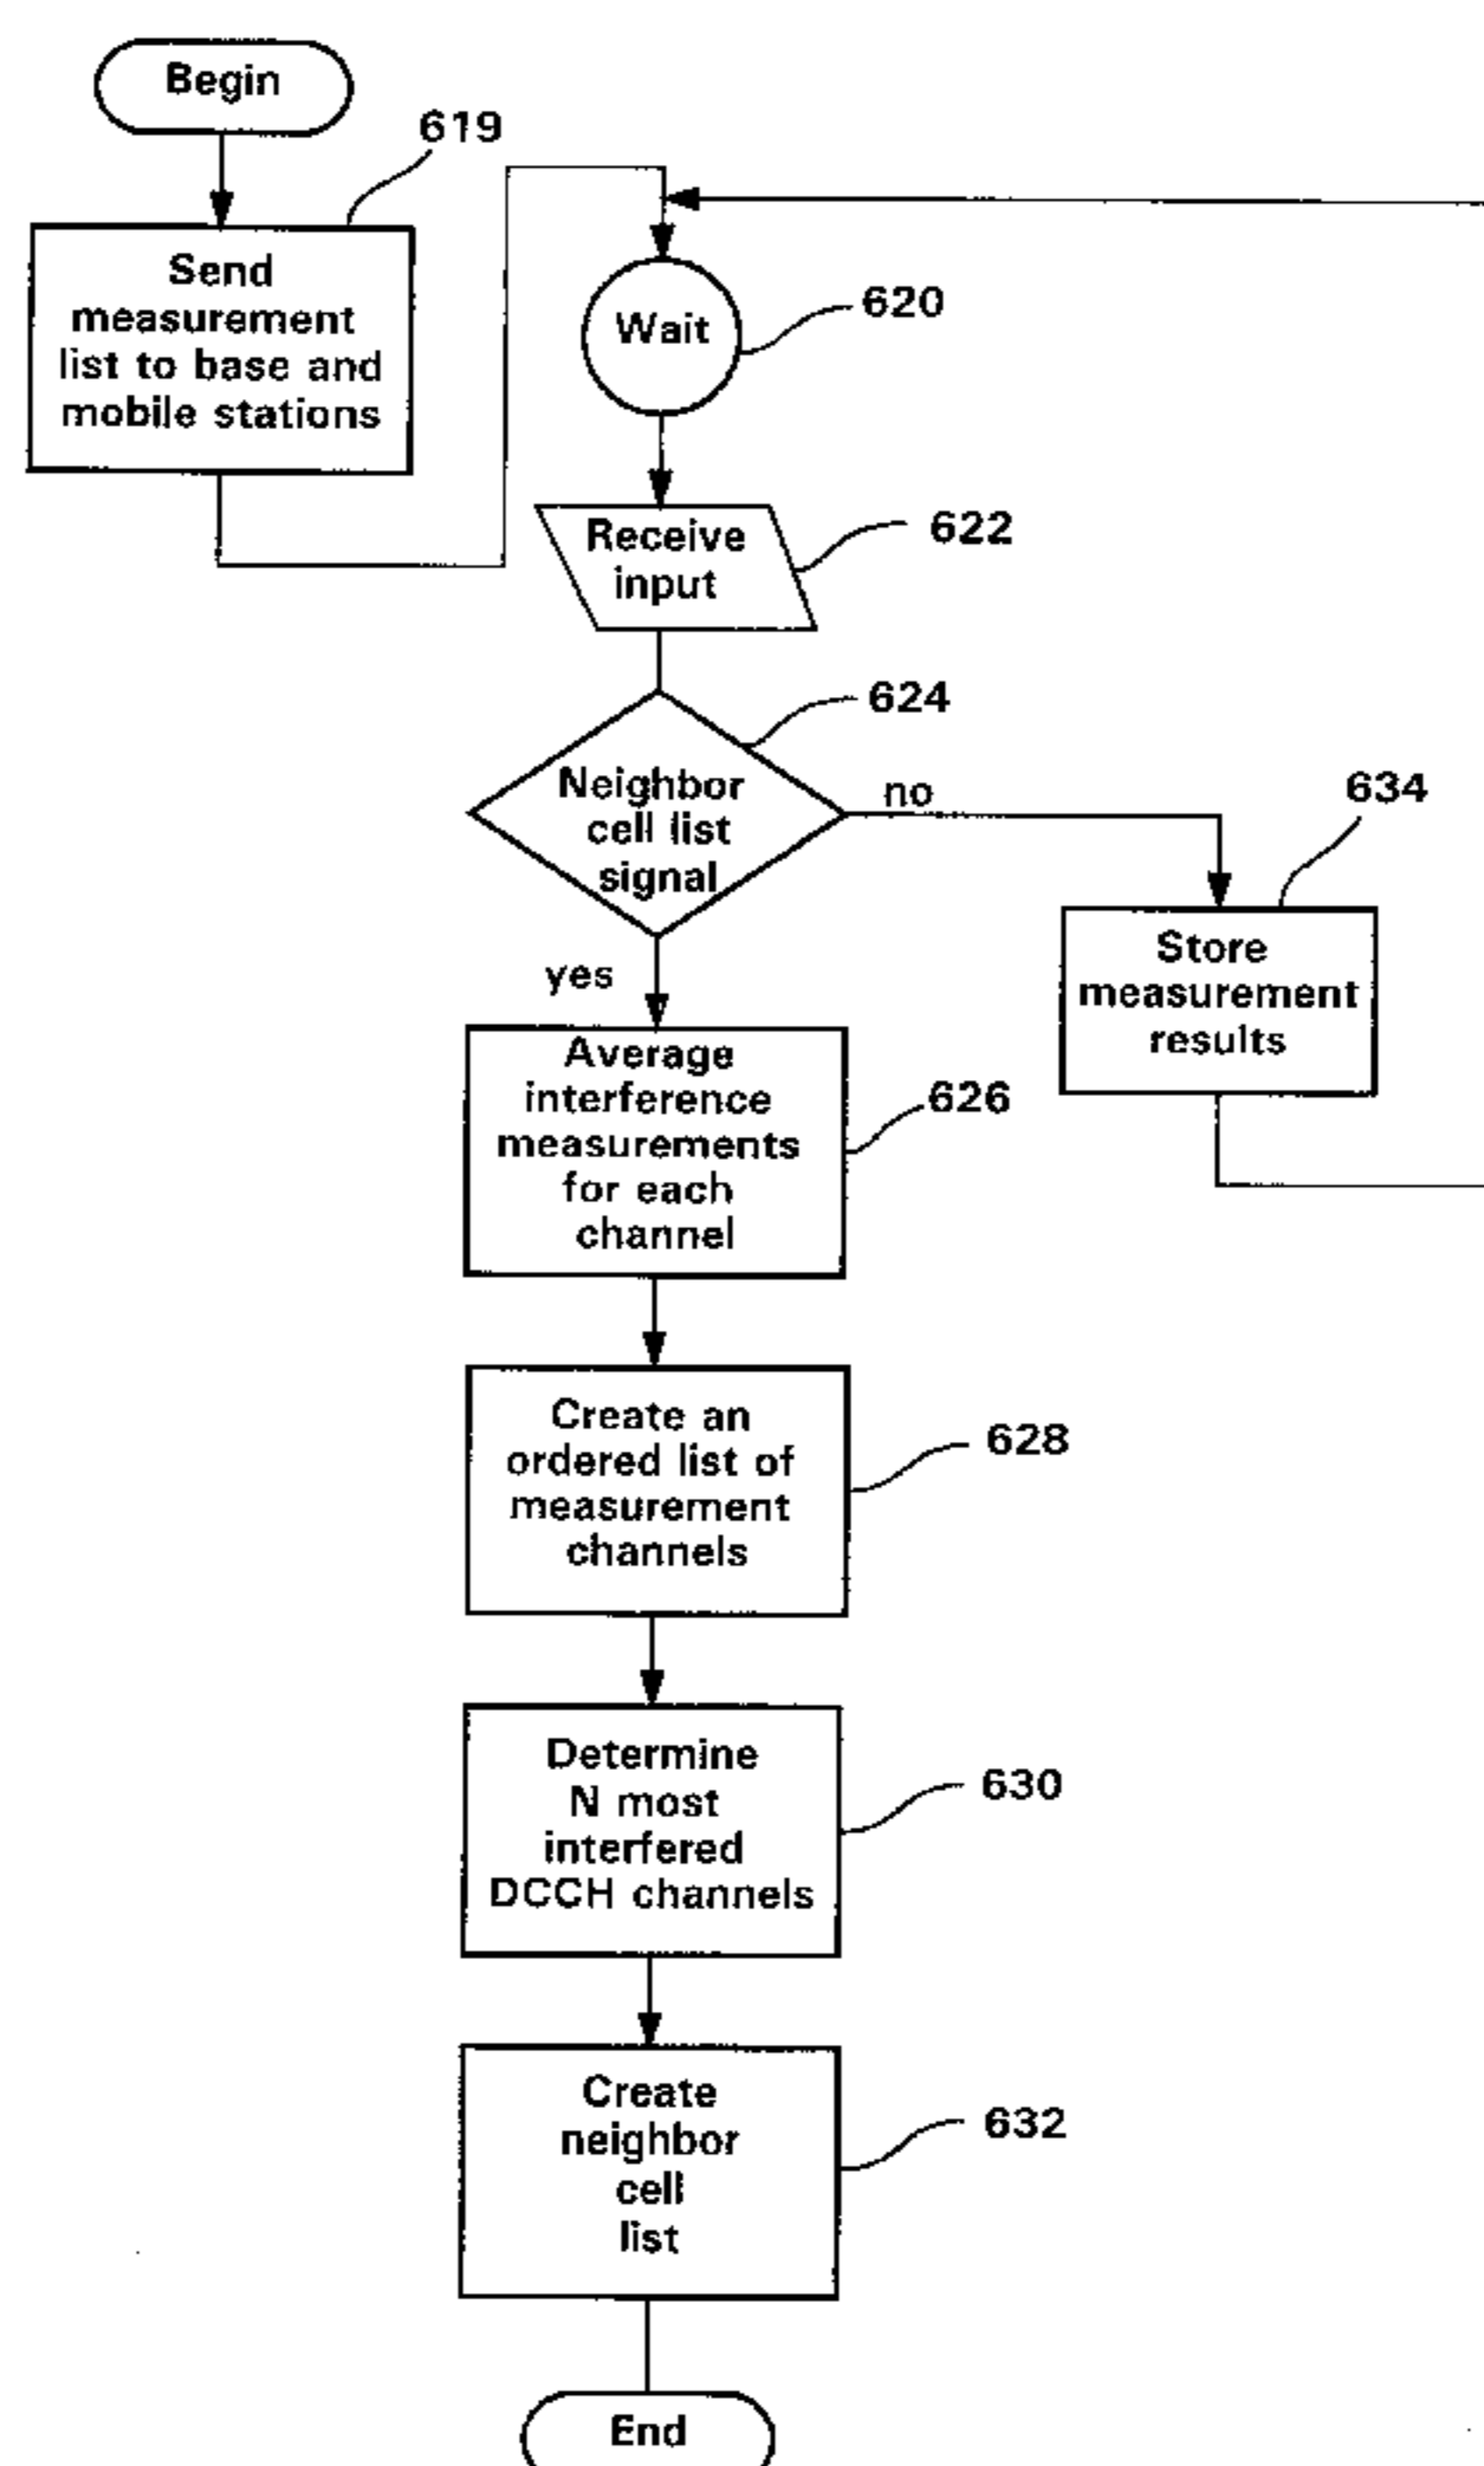 Begin
619
Send
measurement
list to base and
mobile stations
Wait
620
Receive
input
622
624
Neighbor
cell list
signal
no
634
Store
measurement
results
yes
Average
interference
measurements
for each
channel
626
Create an
ordered list of
measurement
channels
628
Determine
N most
interfered
DCCH channels
630
Create
neighbor
cell
list
632
End